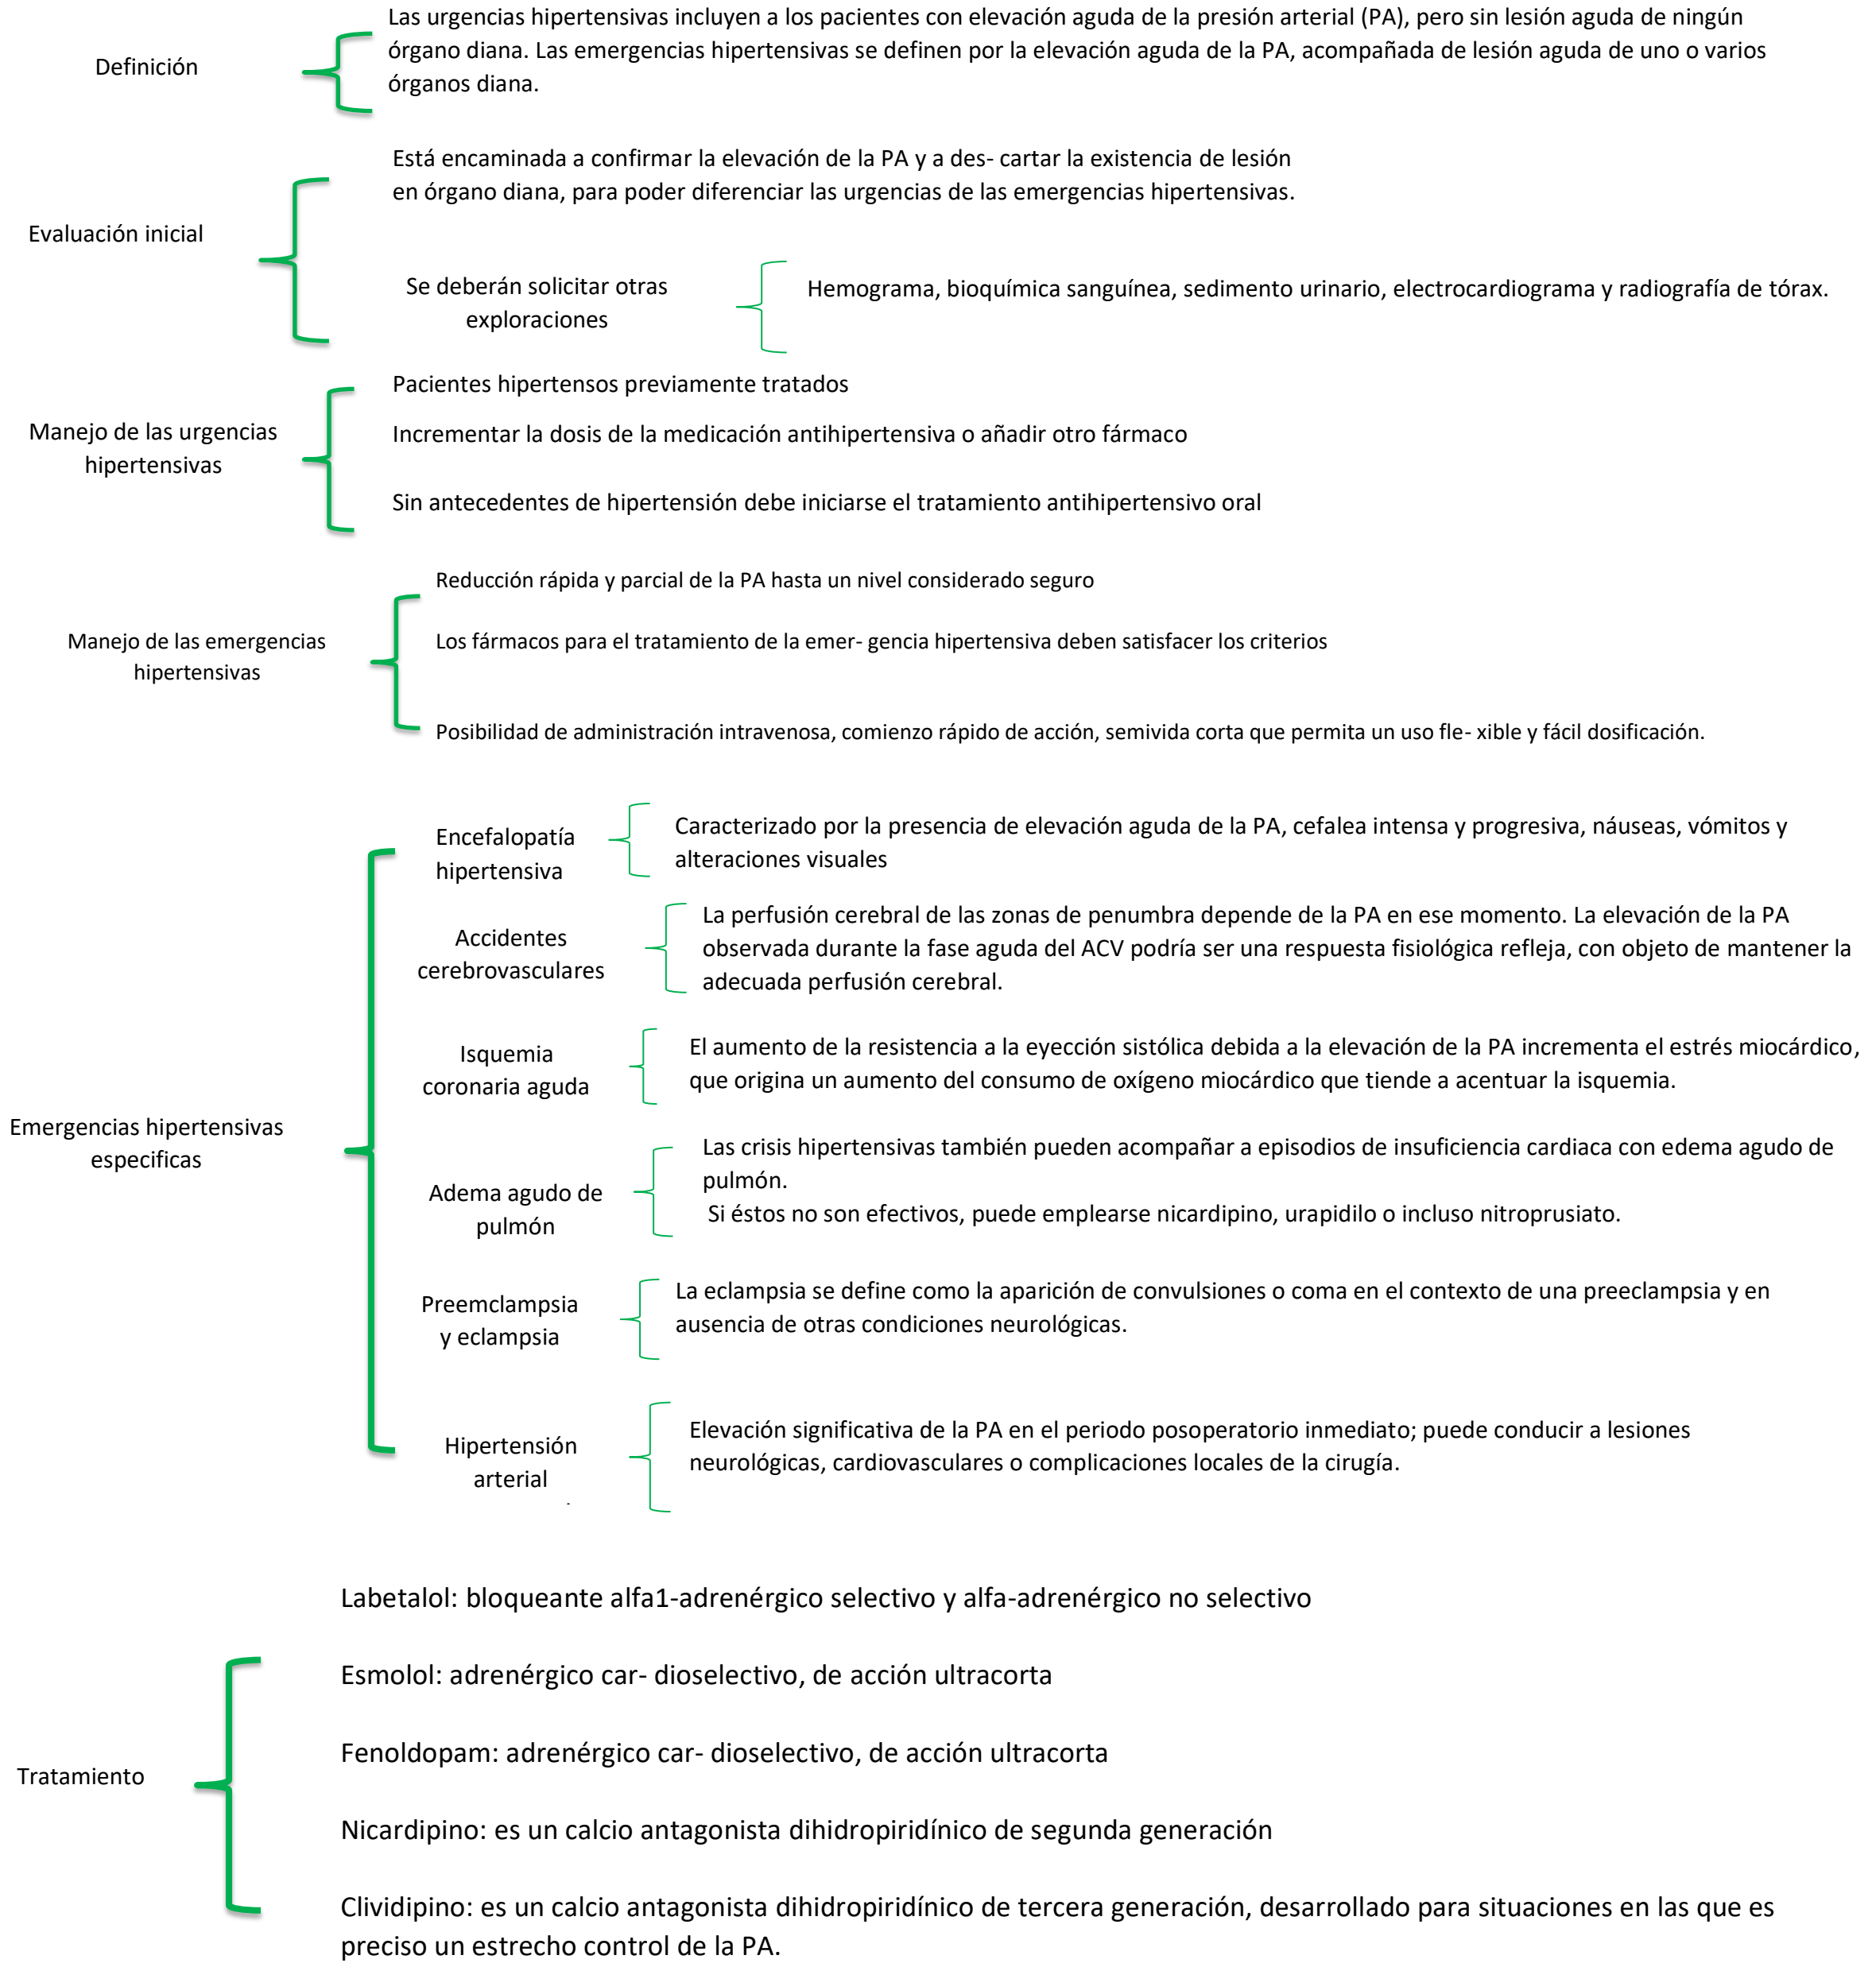 Definición
Las urgencias hipertensivas incluyen a los pacientes con elevación aguda de la presión arterial (PA), pero sin lesión aguda de ningún
órgano diana. Las emergencias hipertensivas se definen por la elevación aguda de la PA, acompañada de lesión aguda de uno o varios
órganos diana.
Evaluación inicial
Está encaminada a confirmar la elevación de la PA y a des- cartar la existencia de lesión
en órgano diana, para poder diferenciar las urgencias de las emergencias hipertensivas.
Se deberán solicitar otras
exploraciones
Hemograma, bioquímica sanguínea, sedimento urinario, electrocardiograma y radiografía de tórax.
Manejo de las urgencias
hipertensivas
Pacientes hipertensos previamente tratados
Incrementar la dosis de la medicación antihipertensiva o añadir otro fármaco
Sin antecedentes de hipertensión debe iniciarse el tratamiento antihipertensivo oral
Manejo de las emergencias
hipertensivas
Reducción rápida y parcial de la PA hasta un nivel considerado seguro
Los fármacos para el tratamiento de la emer- gencia hipertensiva deben satisfacer los criterios
Posibilidad de administración intravenosa, comienzo rápido de acción, semivida corta que permita un uso fle- xible y fácil dosificación.
Emergencias hipertensivas
especificas
Encefalopatía
hipertensiva
Caracterizado por la presencia de elevación aguda de la PA, cefalea intensa y progresiva, náuseas, vómitos y
alteraciones visuales
Accidentes
cerebrovasculares
La perfusión cerebral de las zonas de penumbra depende de la PA en ese momento. La elevación de la PA
observada durante la fase aguda del ACV podría ser una respuesta fisiológica refleja, con objeto de mantener la
adecuada perfusión cerebral.
Isquemia
coronaria aguda
El aumento de la resistencia a la eyección sistólica debida a la elevación de la PA incrementa el estrés miocárdico,
que origina un aumento del consumo de oxígeno miocárdico que tiende a acentuar la isquemia.
Adema agudo de
pulmón
Las crisis hipertensivas también pueden acompañar a episodios de insuficiencia cardiaca con edema agudo de
pulmón.
Si éstos no son efectivos, puede emplearse nicardipino, urapidilo o incluso nitroprusiato.
Preemclampsia
y eclampsia
La eclampsia se define como la aparición de convulsiones o coma en el contexto de una preeclampsia y en
ausencia de otras condiciones neurológicas.
Hipertensión
arterial
Elevación significativa de la PA en el periodo posoperatorio inmediato; puede conducir a lesiones
neurológicas, cardiovasculares o complicaciones locales de la cirugía.
Tratamiento
Labetalol: bloqueante alfa1-adrenérgico selectivo y alfa-adrenérgico no selectivo
Esmolol: adrenérgico car- dioselectivo, de acción ultracorta
Fenoldopam: adrenérgico car- dioselectivo, de acción ultracorta
Nicardipino: es un calcio antagonista dihidropiridínico de segunda generación
Clividipino: es un calcio antagonista dihidropiridínico de tercera generación, desarrollado para situaciones en las que es
preciso un estrecho control de la PA.